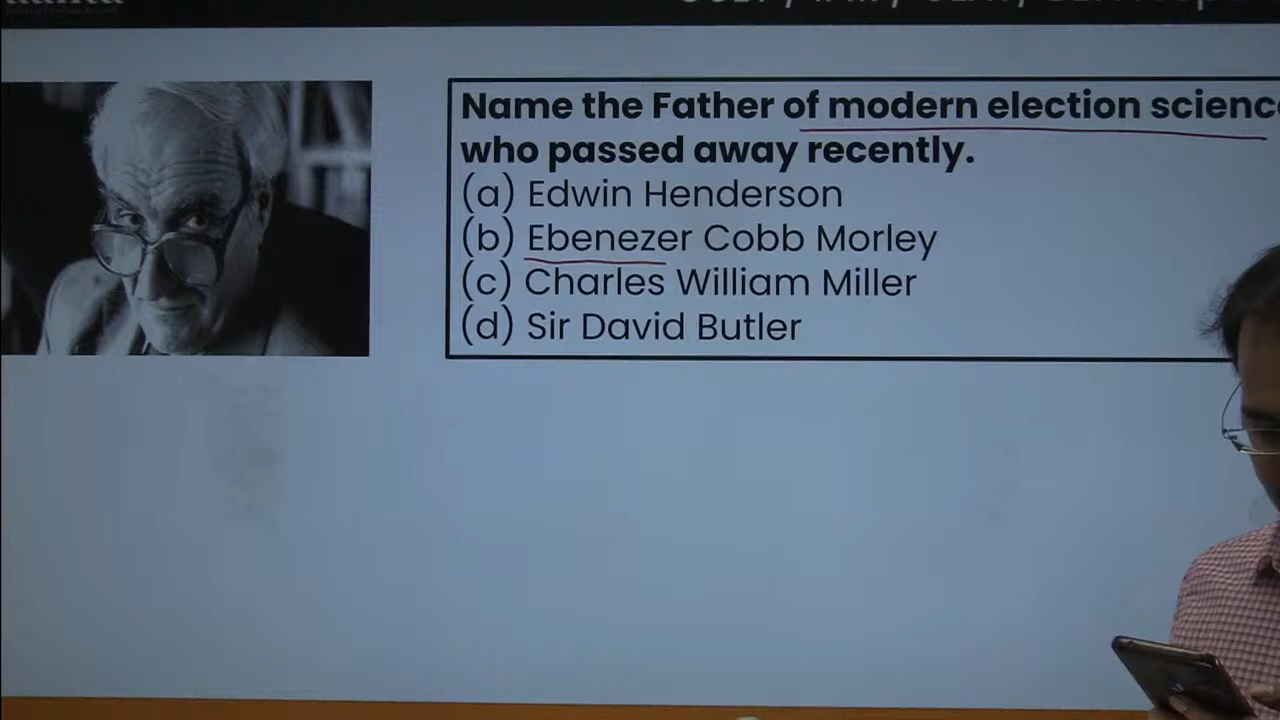 Name the Father of modern election scienc
who passed away recently.
(a) Edwin Henderson
(b) Ebenezer Cobb Morley
(c) Charles William Miller
(d) Sir David Butler